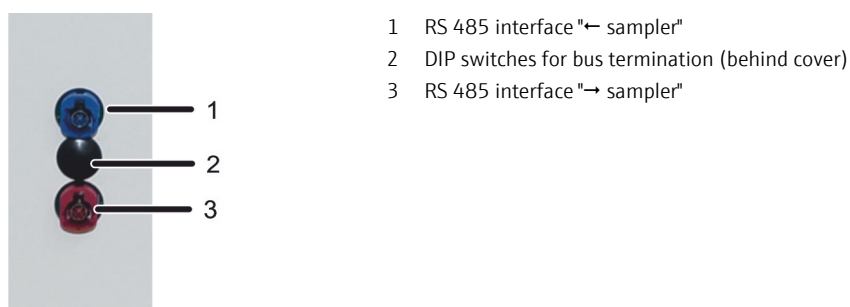 1 RS 485 interface "← sampler"
2 DIP switches for bus termination (behind cover)
3 RS 485 interface "→ sampler"
1
2
3